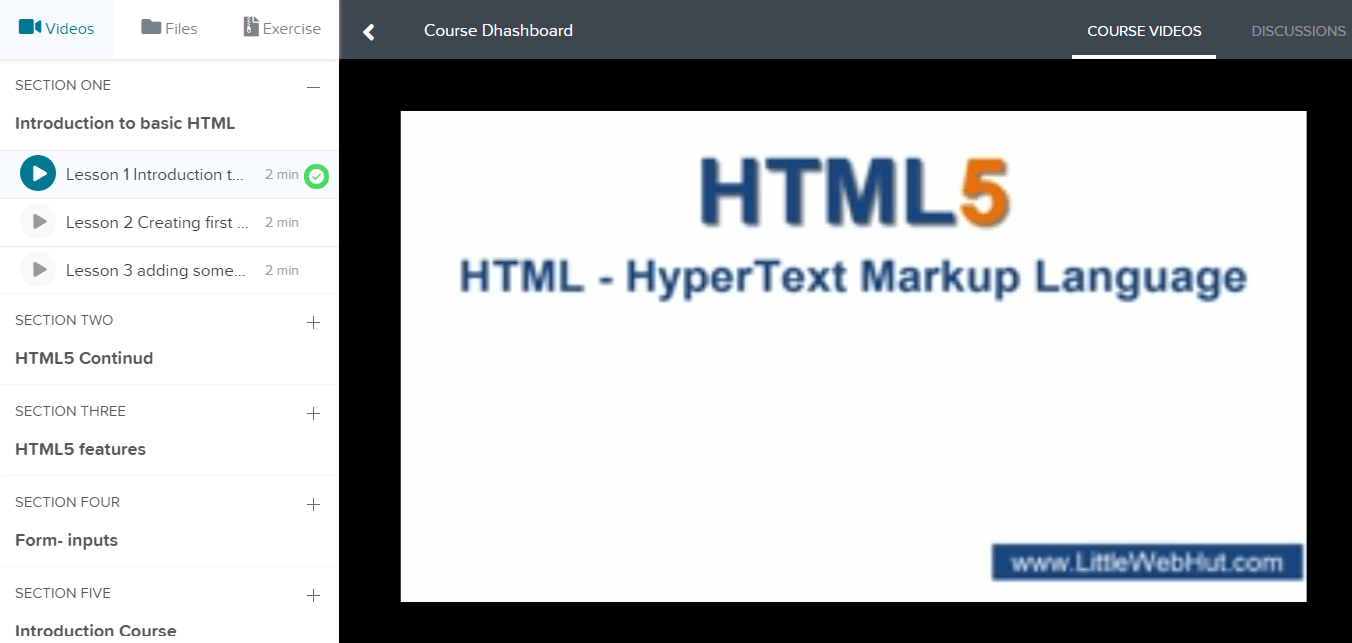 Videos Files Exercise
Course Dhashboard
COURSE VIDEOS DISCUSSIONS
SECTION ONE
Introduction to basic HTML
Lesson 1 Introduction t... 2 min
Lesson 2 Creating first ... 2 min
Lesson 3 adding some... 2 min
SECTION TWO
HTML5 Continud
SECTION THREE
HTML5 features
SECTION FOUR
Form- inputs
SECTION FIVE
Introduction Course
HTML5
HTML - HyperText Markup Language
www.LittleWebHut.com